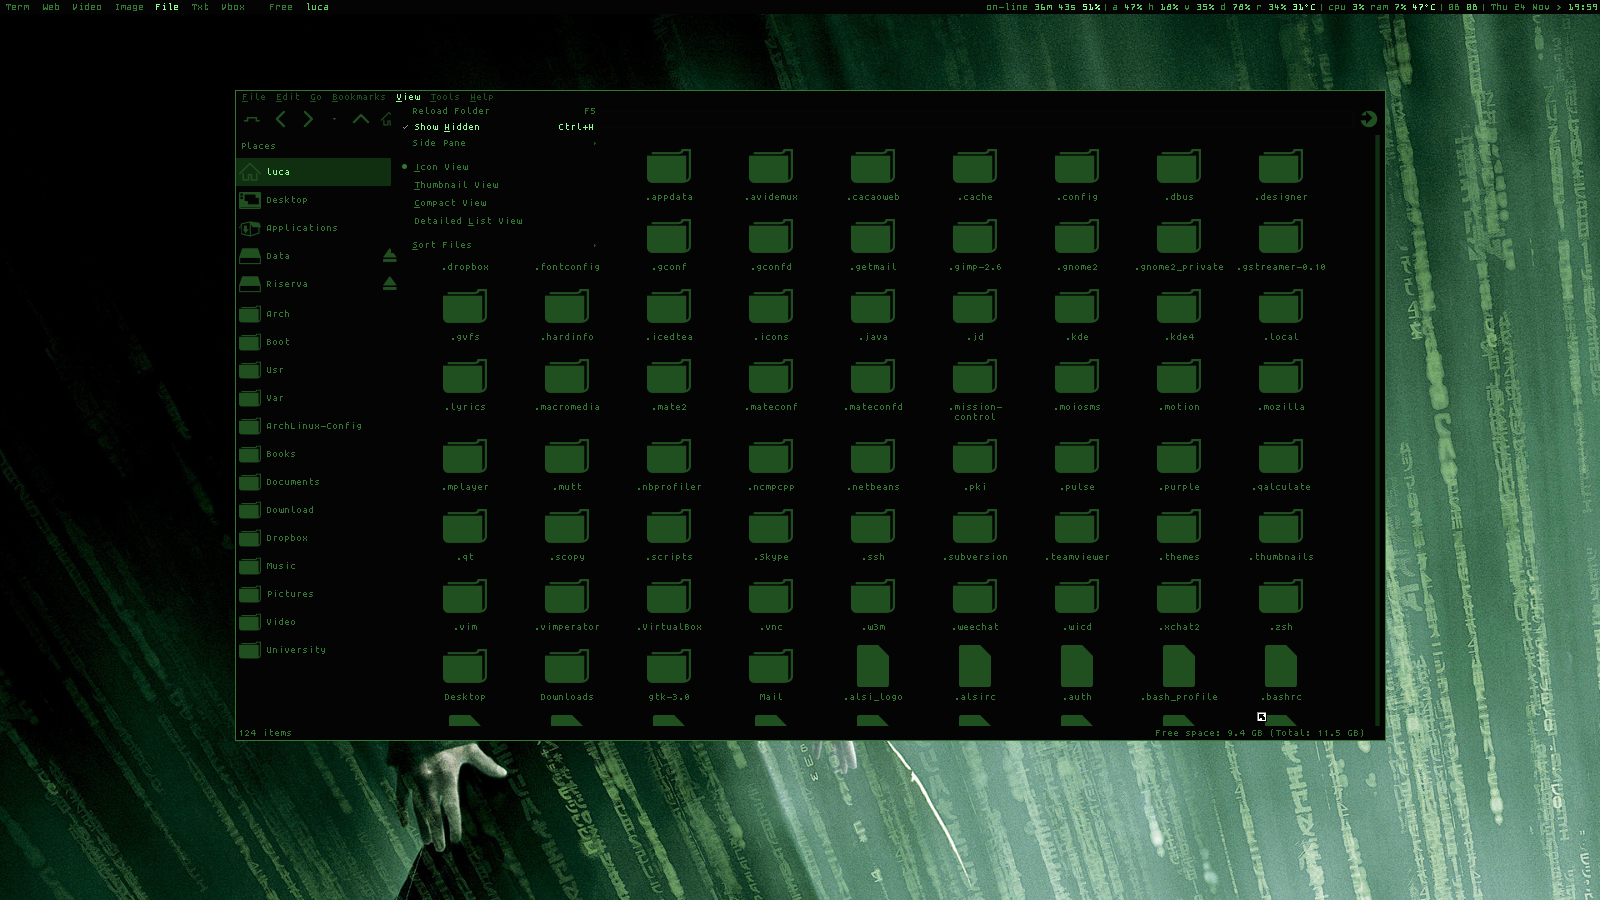 Term Web Video Image File Txt Vbox Free luca
on-line 36m 43s 51% | a 47% h 18% v 35% d 78% r 34% 31°C | cpu 3% ram 7% 47°C | 0B 0B | Thu 24 Nov > 19:59
File Edit Go Bookmarks View Tools Help
Reload Folder F5
✓ Show Hidden Ctrl+H
Side Pane
Icon View
Thumbnail View
Compact View
Detailed List View
Sort Files
Places
luca
Desktop
Applications
Data
Riserva
Arch
Boot
Usr
Var
ArchLinux-Config
Books
Documents
Download
Dropbox
Music
Pictures
Video
University
.appdata .avidemux .cacaoweb .cache .config .dbus .designer
.dropbox .fontconfig .gconf .gconfd .getmail .gimp-2.6 .gnome2 .gnome2_private .gstreamer-0.10
.gvfs .hardinfo .icedtea .icons .java .jd .kde .kde4 .local
.lyrics .macromedia .mate2 .mateconf .mateconfd .mission-control .moiosms .motion .mozilla
.mplayer .mutt .nbprofiler .ncmpcpp .netbeans .pki .pulse .purple .qalculate
.qt .scopy .scripts .Skype .ssh .subversion .teamviewer .themes .thumbnails
.vim .vimperator .VirtualBox .vnc .w3m .weechat .wicd .xchat2 .zsh
Desktop Downloads gtk-3.0 Mail .alsi_logo .alsirc .auth .bash_profile .bashrc
124 items
Free space: 9.4 GB (Total: 11.5 GB)